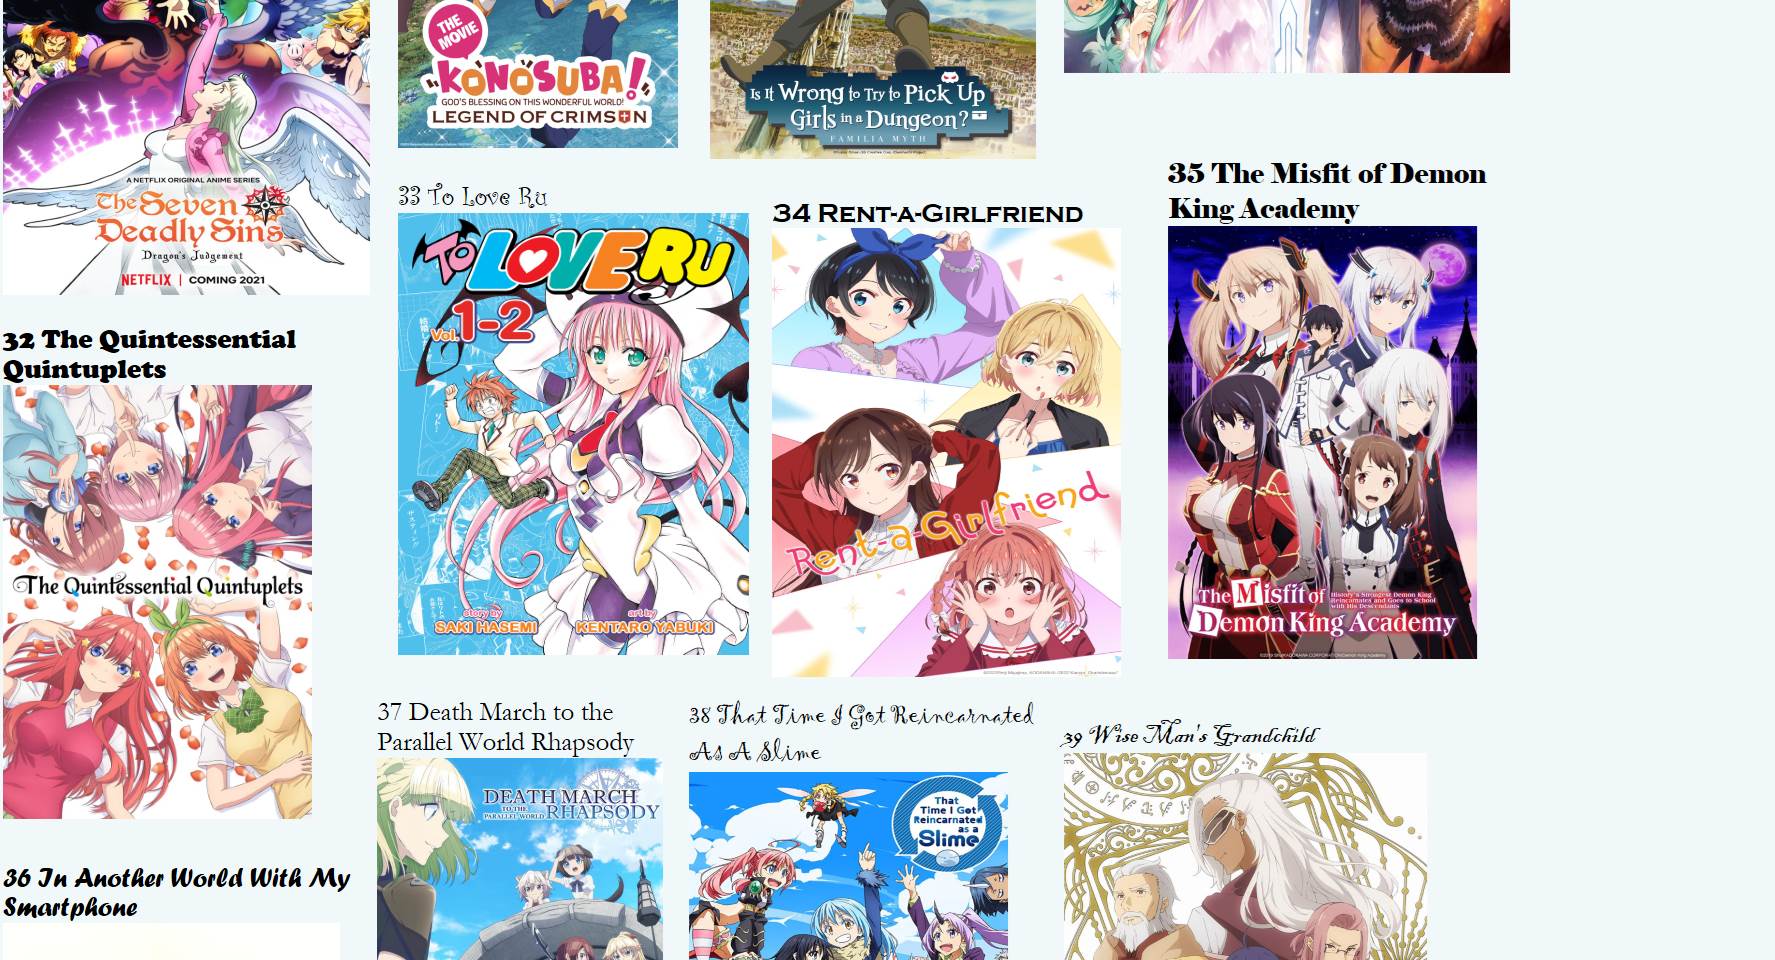 A NETFLIX ORIGINAL ANIME SERIES
The Seven
Deadly Sins
Dragon's Judgement
NETFLIX | COMING 2021
THE
MOVIE
KONOSUBA!
GOD'S BLESSING ON THIS WONDERFUL WORLD!
LEGEND OF CRIMSON
Is It Wrong to Try to Pick Up
Girls in a Dungeon?
FAMILIA MYTH
32 The Quintessential
Quintuplets
The Quintessential Quintuplets
33 To Love Ru
To LOVE RU
Vol. 1-2
story by
SAKI HASEMI
art by
KENTARO YABUKI
34 RENT-A-GIRLFRIEND
Rent-a-Girlfriend
35 The Misfit of Demon
King Academy
The Misfit of
History's Strongest Demon King
Reincarnates and Goes to School
with His Descendants
Demon King Academy
36 In Another World With My
Smartphone
37 Death March to the
Parallel World Rhapsody
DEATH MARCH
TO THE
PARALLEL WORLD RHAPSODY
38 That Time I Got Reincarnated
As A Slime
That
Time I Got
Reincarnated
as a
Slime
39 Wise Man's Grandchild